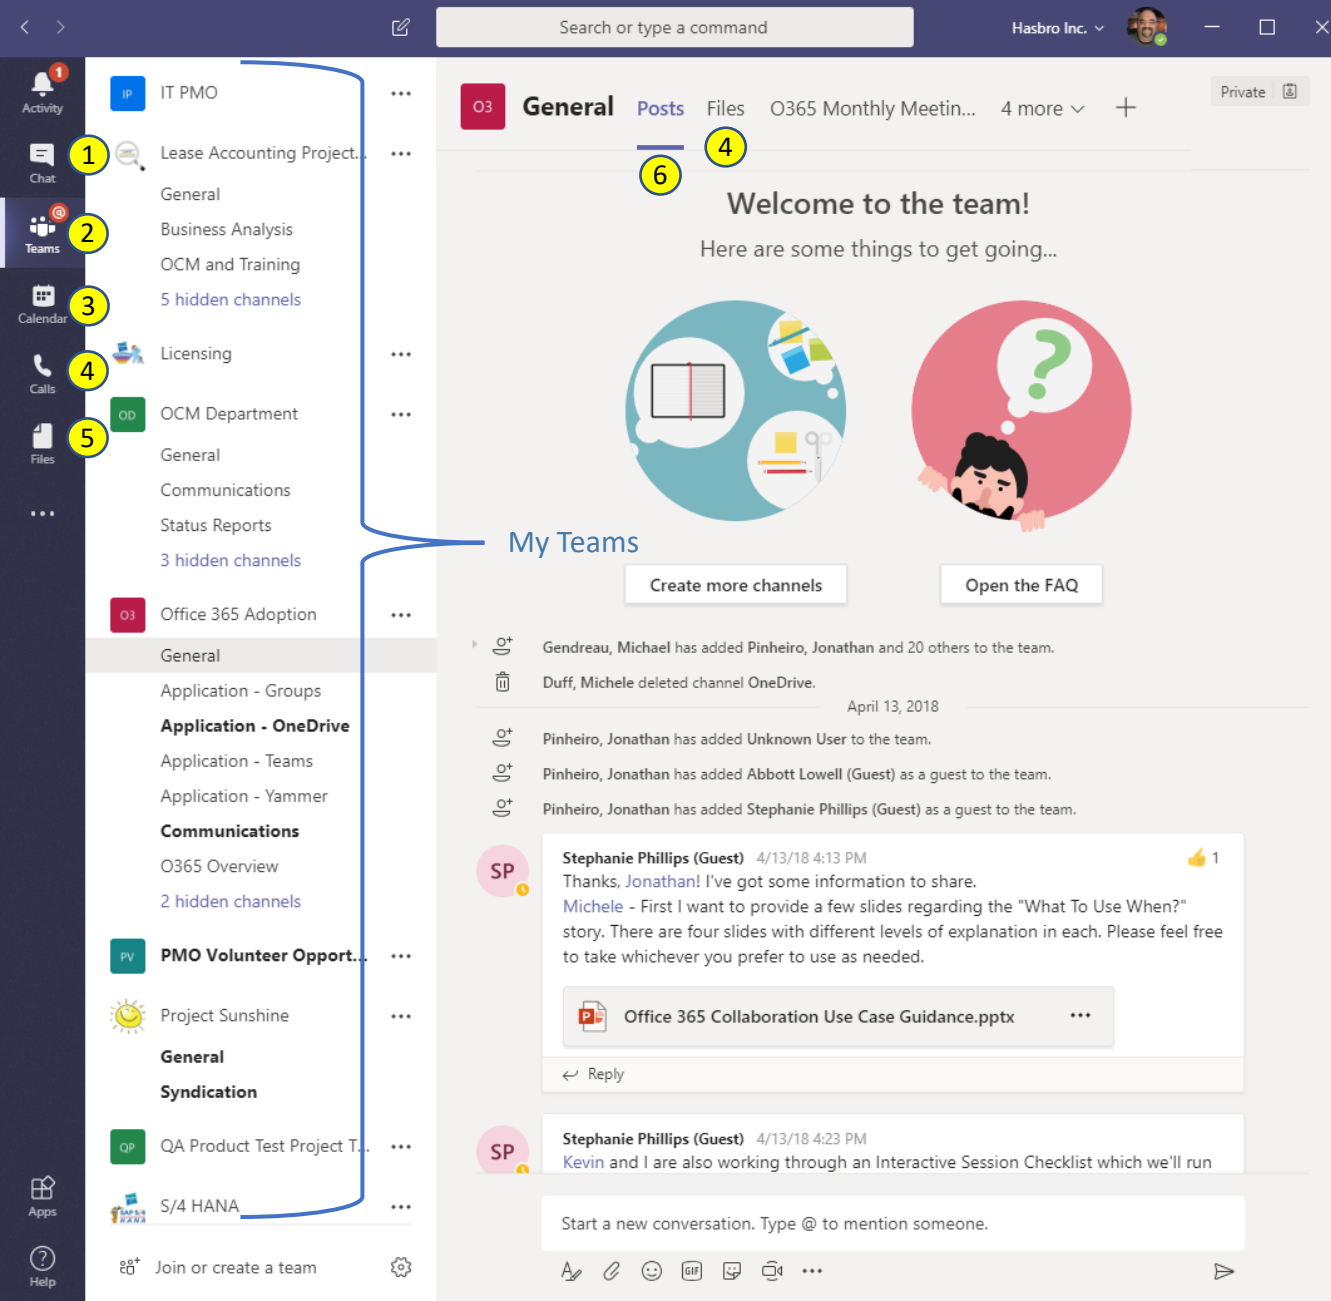 Search or type a command
Hasbro Inc.
1
Activity
Chat
1
@
Teams
2
Calendar
3
Calls
4
Files
5
Apps
Help
IP
IT PMO
Lease Accounting Project...
General
Business Analysis
OCM and Training
5 hidden channels
Licensing
OD
OCM Department
General
Communications
Status Reports
3 hidden channels
O3
Office 365 Adoption
General
Application - Groups
Application - OneDrive
Application - Teams
Application - Yammer
Communications
O365 Overview
2 hidden channels
PV
PMO Volunteer Opport...
Project Sunshine
General
Syndication
QP
QA Product Test Project T...
S/4 HANA
Join or create a team
My Teams
O3
General
Posts
Files
O365 Monthly Meetin...
4 more
Private
6
4
Welcome to the team!
Here are some things to get going...
Create more channels
Open the FAQ
Gendreau, Michael has added Pinheiro, Jonathan and 20 others to the team.
Duff, Michele deleted channel OneDrive.
April 13, 2018
Pinheiro, Jonathan has added Unknown User to the team.
Pinheiro, Jonathan has added Abbott Lowell (Guest) as a guest to the team.
Pinheiro, Jonathan has added Stephanie Phillips (Guest) as a guest to the team.
SP
Stephanie Phillips (Guest) 4/13/18 4:13 PM
1
Thanks, Jonathan! I've got some information to share.
Michele - First I want to provide a few slides regarding the "What To Use When?"
story. There are four slides with different levels of explanation in each. Please feel free
to take whichever you prefer to use as needed.
Office 365 Collaboration Use Case Guidance.pptx
Reply
SP
Stephanie Phillips (Guest) 4/13/18 4:23 PM
Kevin and I are also working through an Interactive Session Checklist which we'll run
Start a new conversation. Type @ to mention someone.
GIF